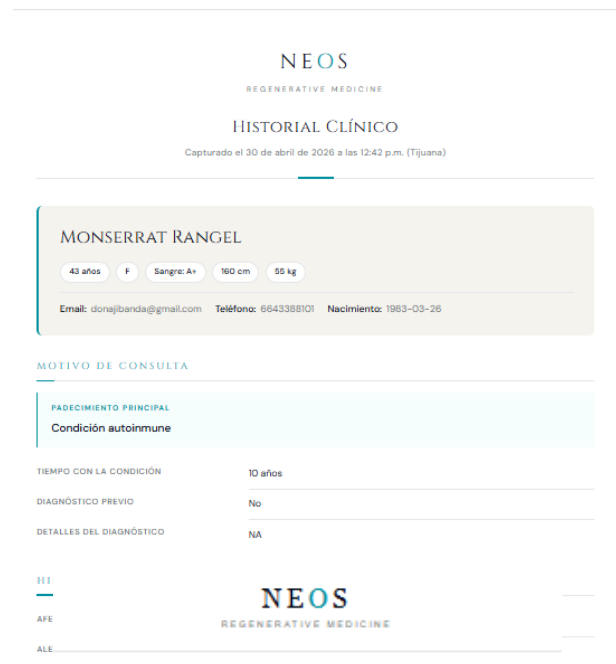 NEOS
REGENERATIVE MEDICINE
HISTORIAL CLÍNICO
Capturado el 30 de abril de 2026 a las 12:42 p.m. (Tijuana)
MONSERRAT RANGEL
43 años F Sangre: A+ 160 cm 55 kg
Email: donajibanda@gmail.com Teléfono: 6643388101 Nacimiento: 1983-03-26
MOTIVO DE CONSULTA
PADECIMIENTO PRINCIPAL
Condición autoinmune
TIEMPO CON LA CONDICIÓN 10 años
DIAGNÓSTICO PREVIO No
DETALLES DEL DIAGNÓSTICO NA
HI
NEOS
AFE
REGENERATIVE MEDICINE
ALE